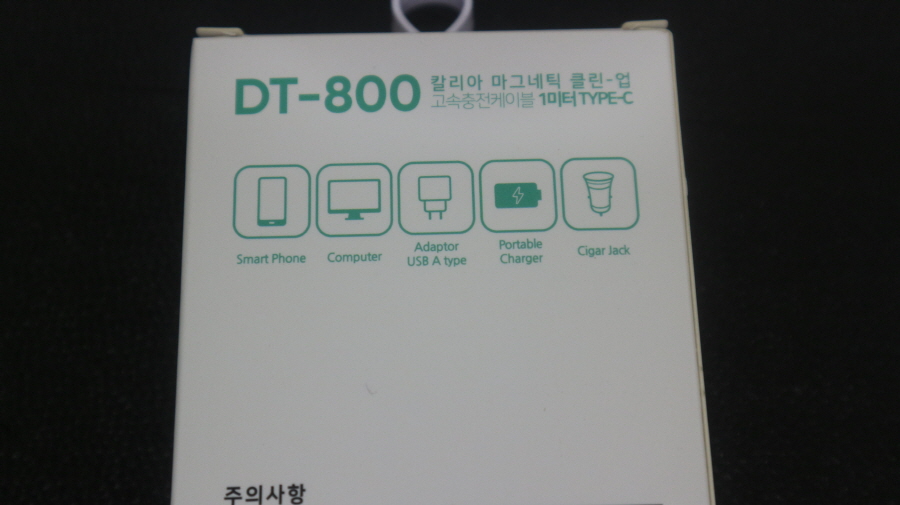 DT-800 칼리아 마그네틱 클린-업
고속충전케이블 1미터 TYPE-C
Smart Phone
Computer
Adaptor
USB A type
Portable
Charger
Cigar Jack
주의사항